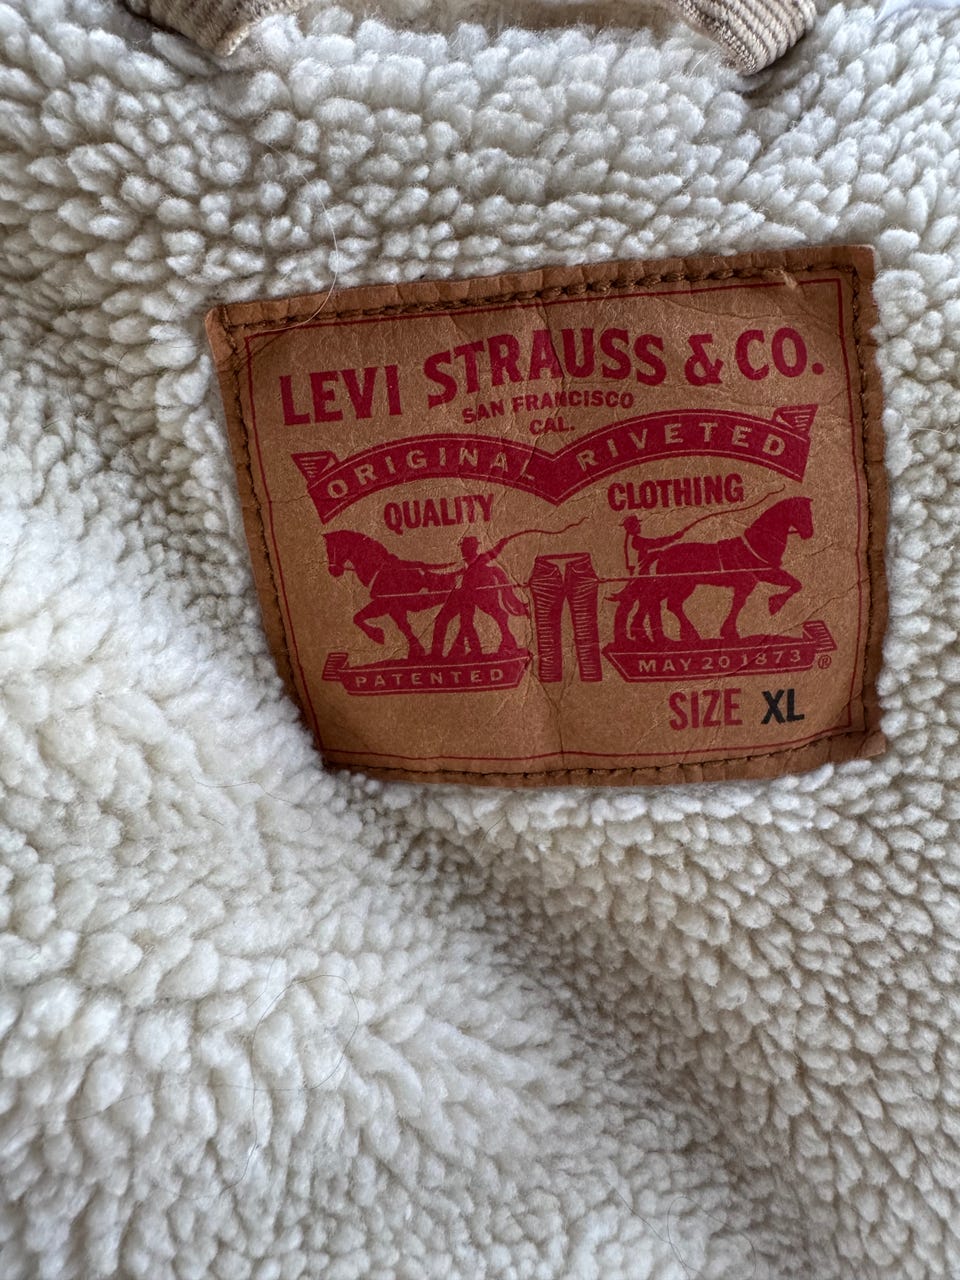 LEVI STRAUSS & CO.
SAN FRANCISCO
CAL.
ORIGINAL RIVETED
QUALITY CLOTHING
PATENTED MAY 20 1873 ®
SIZE XL